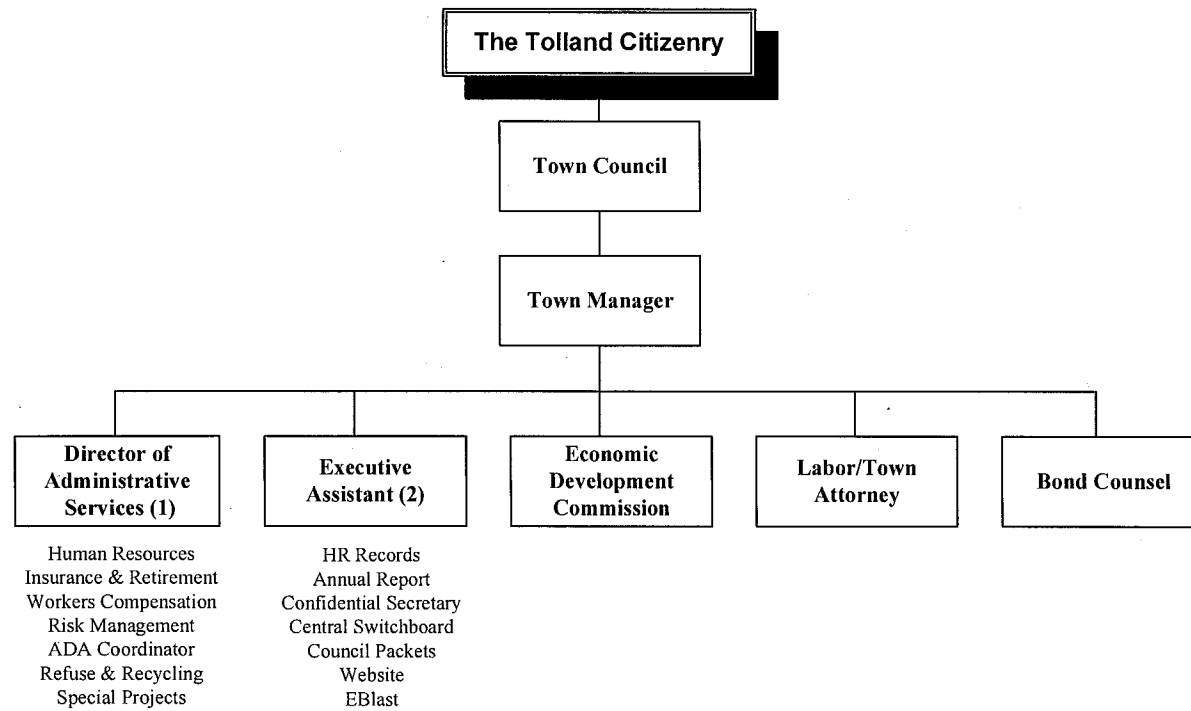 The Tolland Citizenry
Town Council
Town Manager
Director of
Administrative
Services (1)
Human Resources
Insurance & Retirement
Workers Compensation
Risk Management
ADA Coordinator
Refuse & Recycling
Special Projects
Executive
Assistant (2)
HR Records
Annual Report
Confidential Secretary
Central Switchboard
Council Packets
Website
EBlast
Economic
Development
Commission
Labor/Town
Attorney
Bond Counsel